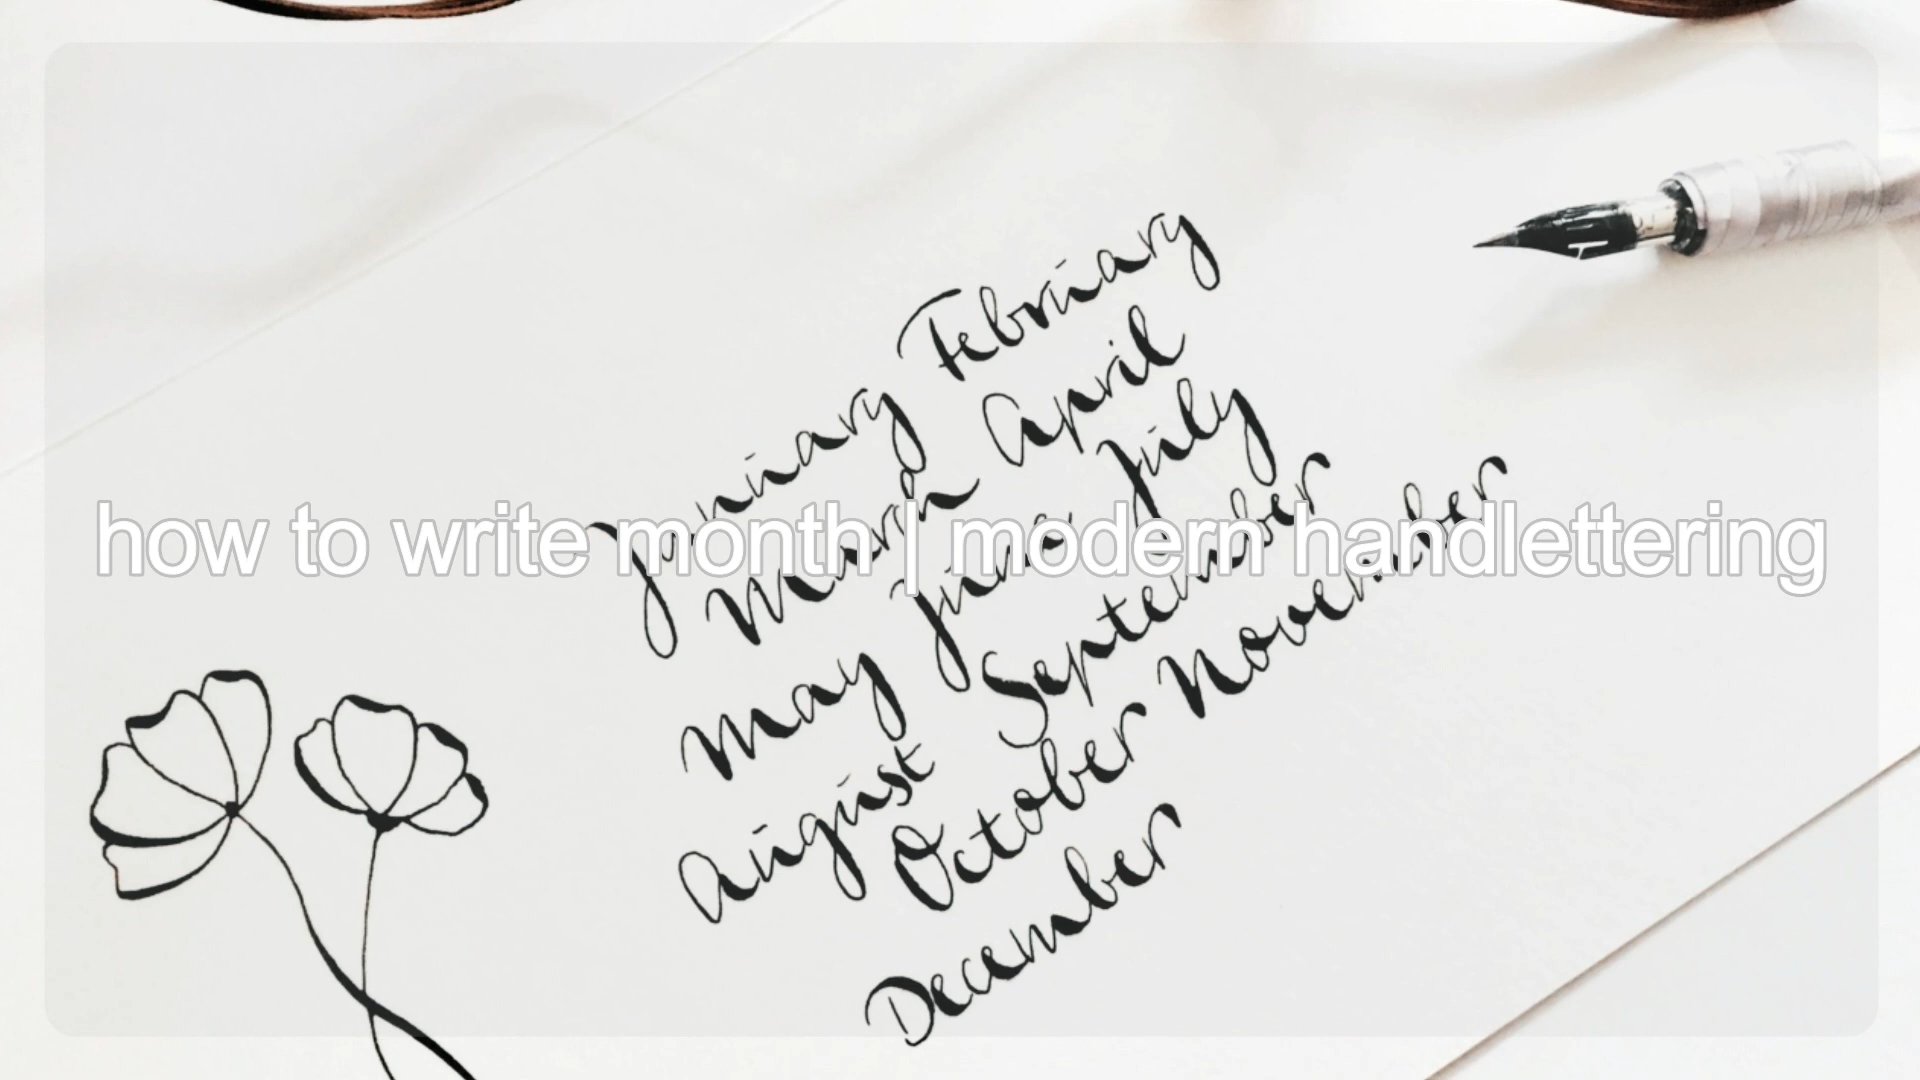 January February
March April
May June July
August September
October November
December
how to write month | modern handlettering